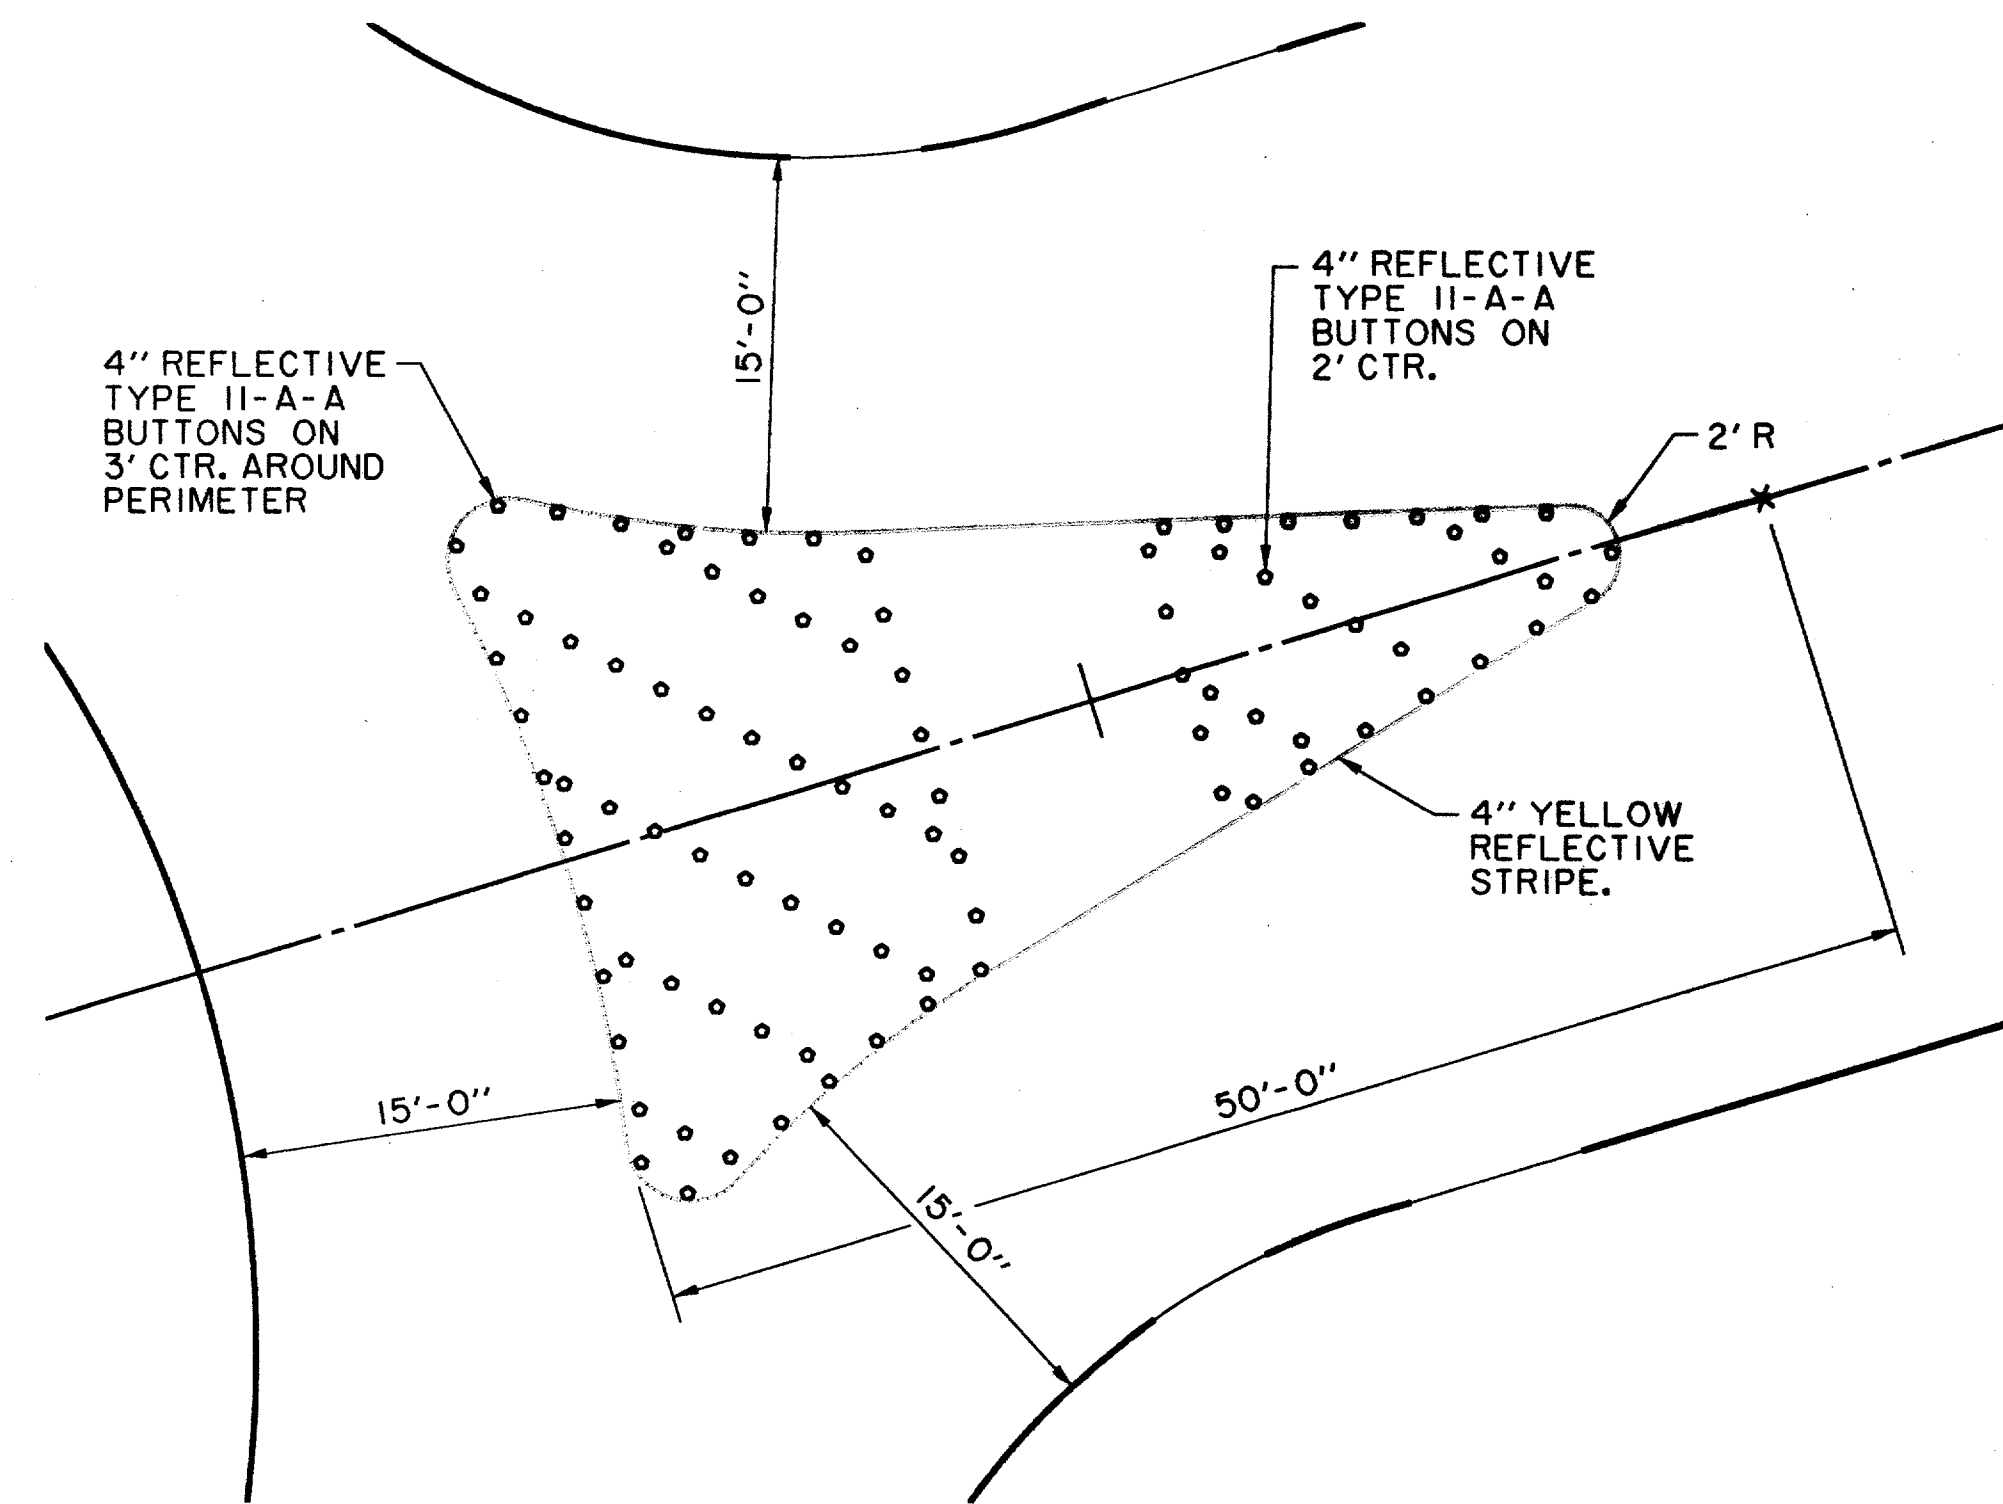 15'-0"
4" REFLECTIVE
TYPE II-A-A
BUTTONS ON
2' CTR.
4" REFLECTIVE
TYPE II-A-A
BUTTONS ON
3' CTR. AROUND
PERIMETER
2' R
4" YELLOW
REFLECTIVE
STRIPE.
15'-0"
50'-0"
15'-0"